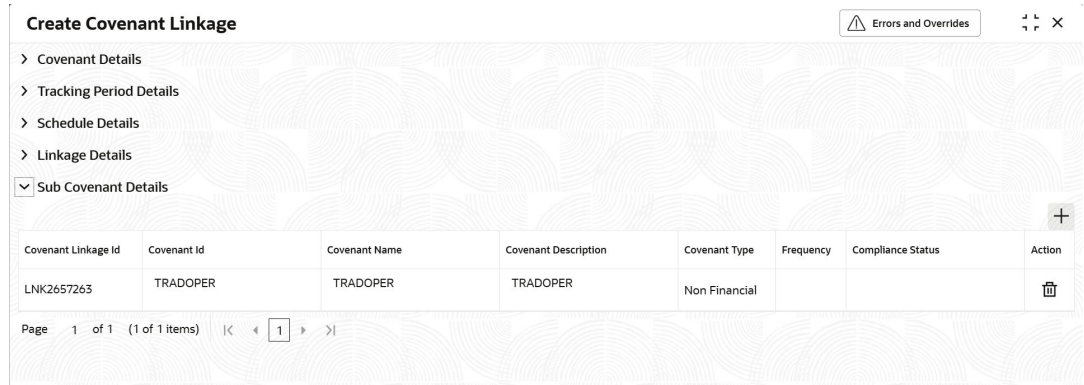 Create Covenant Linkage
Errors and Overrides
Covenant Details
Tracking Period Details
Schedule Details
Linkage Details
Sub Covenant Details
Covenant Linkage Id Covenant Id Covenant Name Covenant Description Covenant Type Frequency Compliance Status Action
LNK2657263 TRADOPER TRADOPER TRADOPER Non Financial
Page 1 of 1 (1 of 1 items) 1